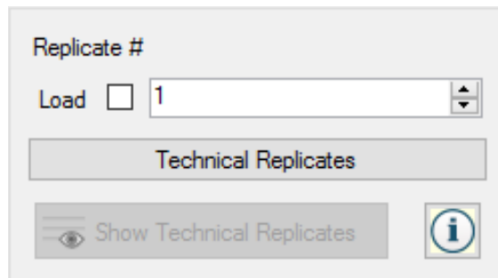 Replicate #
Load 1
Technical Replicates
Show Technical Replicates